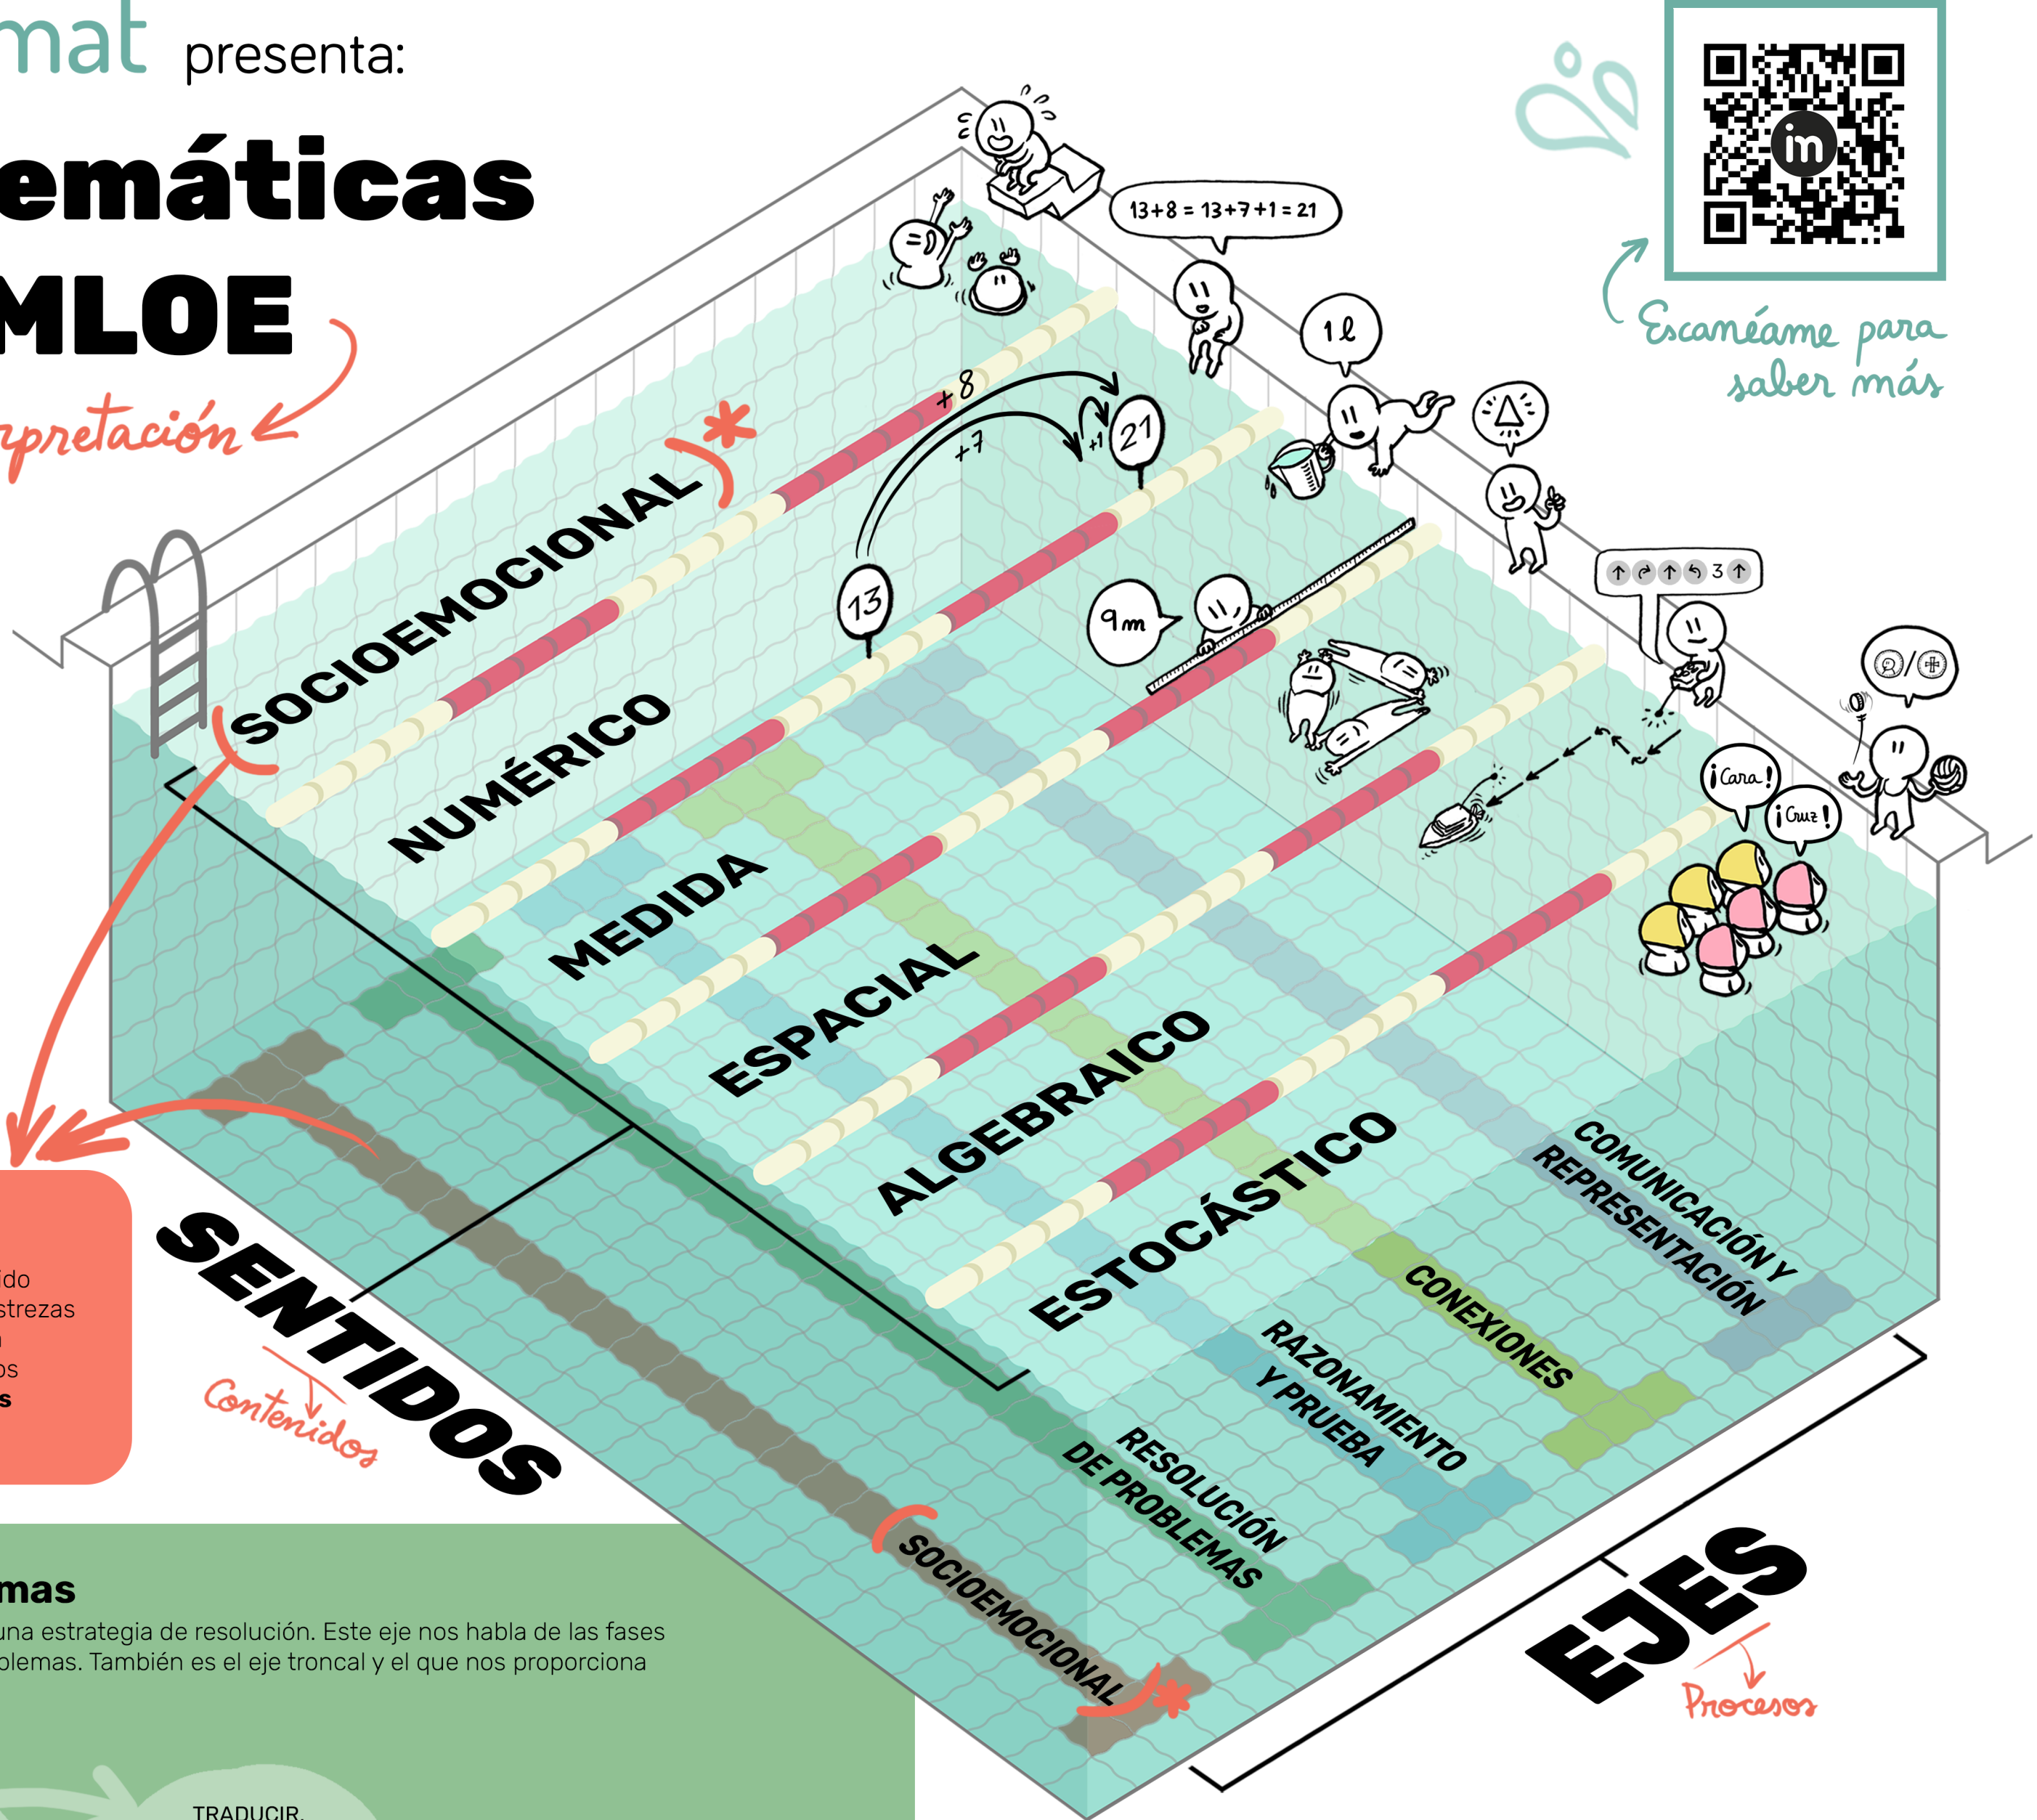 mat presenta:
emáticas
MLOE
rpretación
Escanéame para
saber más
im
13+8 = 13+7+1 = 21
1 l
+8
+7
+1
21
13
9 m
3
¡Cara!
¡Cruz!
SOCIOEMOCIONAL *
NUMÉRICO
MEDIDA
ESPACIAL
ALGEBRAICO
ESTOCÁSTICO
SENTIDOS
Contenidos
COMUNICACIÓN Y
REPRESENTACIÓN
CONEXIONES
RAZONAMIENTO
Y PRUEBA
RESOLUCIÓN
DE PROBLEMAS
SOCIOEMOCIONAL *
EJES
Procesos
ido
strezas
os
s
mas
una estrategia de resolución. Este eje nos habla de las fases
blemas. También es el eje troncal y el que nos proporciona
TRADUCIR,